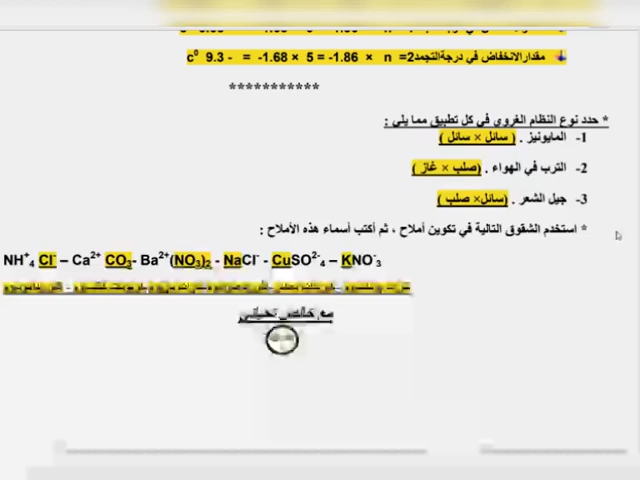 مقدار الانخفاض في درجة التجمد2= n × -1.86 = 5 × -1.68 = - 9.3 c⁰
***********
* حدد نوع النظام الغروي في كل تطبيق مما يلي :
1- المايونيز . ( سائل × سائل )
2- الترب في الهواء . (صلب × غاز )
3- جيل الشعر . (سائل× صلب )
* استخدم الشقوق التالية في تكوين أملاح ، ثم أكتب أسماء هذه الأملاح :
NH⁺₄ Cl⁻ – Ca²⁺ CO₃- Ba²⁺(NO₃)₂ - NaCl⁻ - CuSO²⁻₄ – KNO⁻₃
مع خالص تحياتي